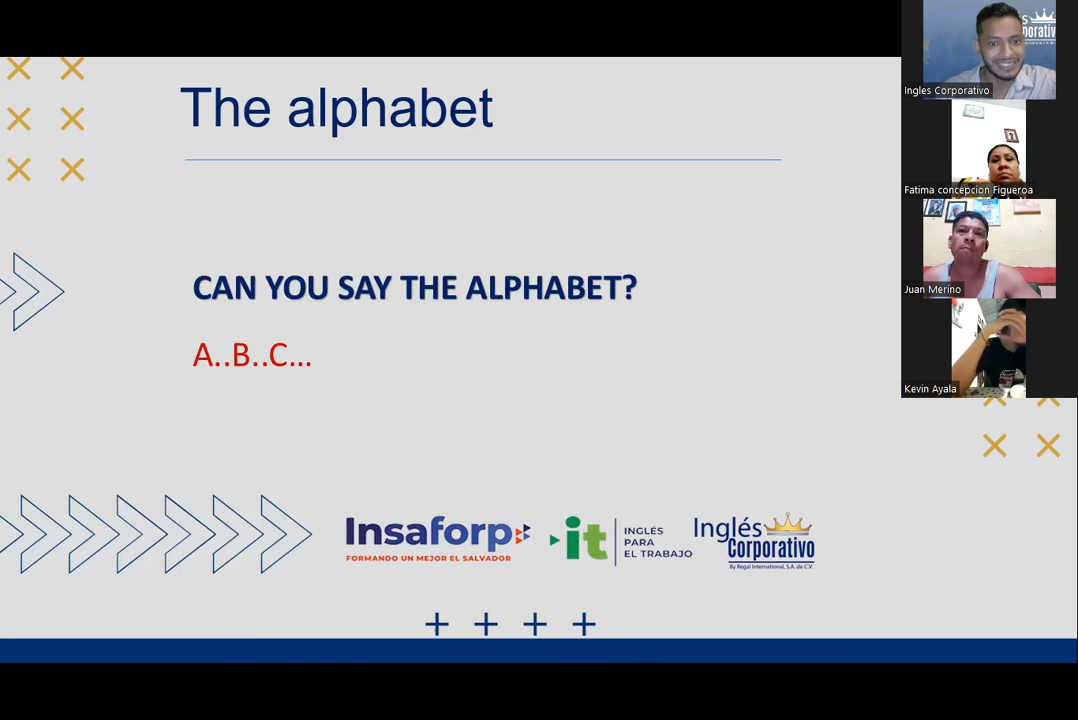 The alphabet
CAN YOU SAY THE ALPHABET?
A..B..C...
Insaforp
FORMANDO UN MEJOR EL SALVADOR
it
INGLÉS
PARA
EL TRABAJO
Inglés
Corporativo
By Regal International, S.A. de C.V.
Ingles Corporativo
Fatima concepcion Figueroa
Juan Merino
Kevin Ayala